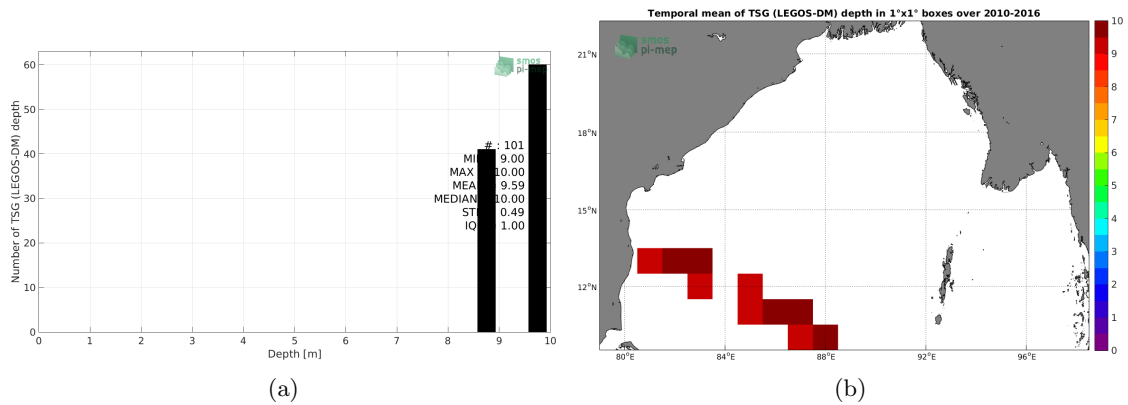 smos
pi-mep
60
50
40
30
20
10
0
Number of TSG (LEGOS-DM) depth
# : 101
MI 9.00
MAX 10.00
MEA 9.59
MEDIAN 10.00
ST 0.49
IQ 1.00
0 1 2 3 4 5 6 7 8 9 10
Depth [m]
(a)
Temporal mean of TSG (LEGOS-DM) depth in 1°x1° boxes over 2010-2016
smos
pi-mep
21°N
18°N
15°N
12°N
80°E 84°E 88°E 92°E 96°E
10
9
8
7
6
5
4
3
2
1
0
(b)